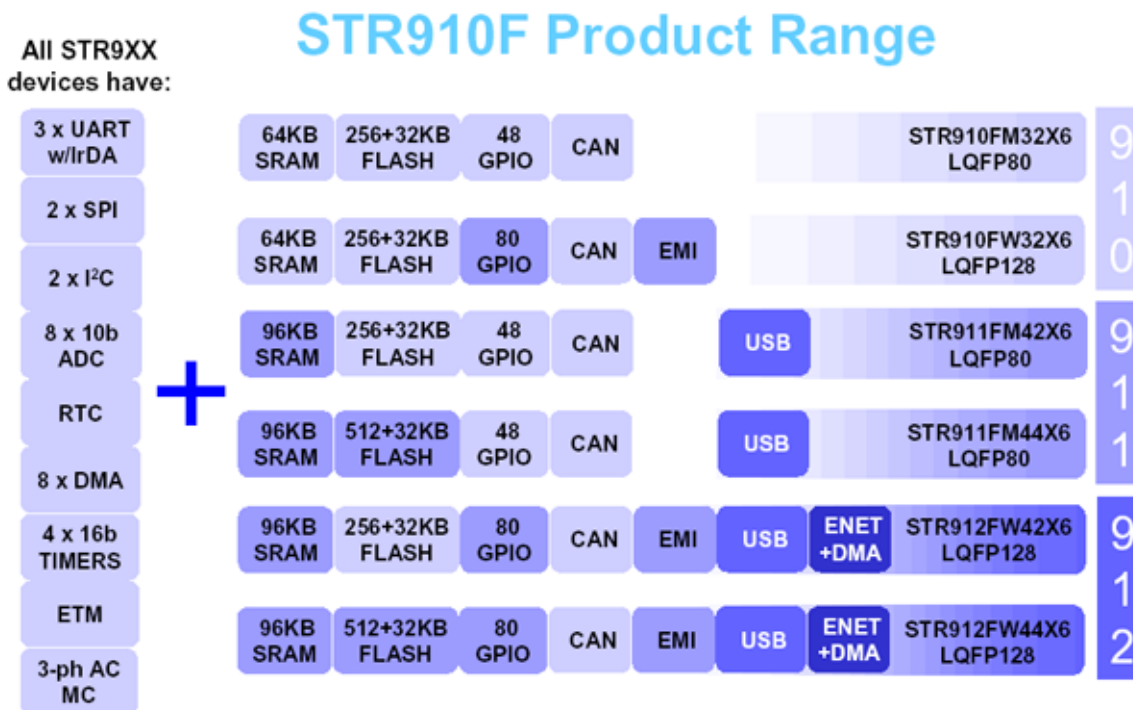 STR910F Product Range
All STR9XX
devices have:
3 x UART
w/IrDA
2 x SPI
2 x I²C
8 x 10b
ADC
RTC
8 x DMA
4 x 16b
TIMERS
ETM
3-ph AC
MC
+
64KB 256+32KB 48 CAN STR910FM32X6
SRAM FLASH GPIO LQFP80
64KB 256+32KB 80 CAN EMI STR910FW32X6
SRAM FLASH GPIO LQFP128
910
96KB 256+32KB 48 CAN USB STR911FM42X6
SRAM FLASH GPIO LQFP80
96KB 512+32KB 48 CAN USB STR911FM44X6
SRAM FLASH GPIO LQFP80
911
96KB 256+32KB 80 CAN EMI USB ENET STR912FW42X6
SRAM FLASH GPIO +DMA LQFP128
96KB 512+32KB 80 CAN EMI USB ENET STR912FW44X6
SRAM FLASH GPIO +DMA LQFP128
912